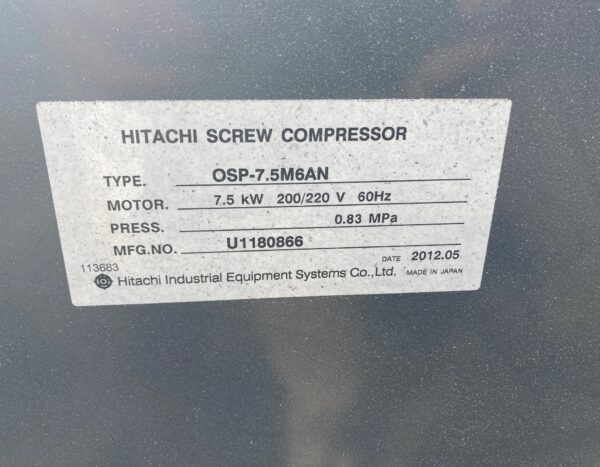 HITACHI SCREW COMPRESSOR
TYPE. OSP-7.5M6AN
MOTOR. 7.5 kW 200/220 V 60Hz
PRESS. 0.83 MPa
MFG.NO. U1180866 DATE 2012.05
113683
Hitachi Industrial Equipment Systems Co.,Ltd. MADE IN JAPAN